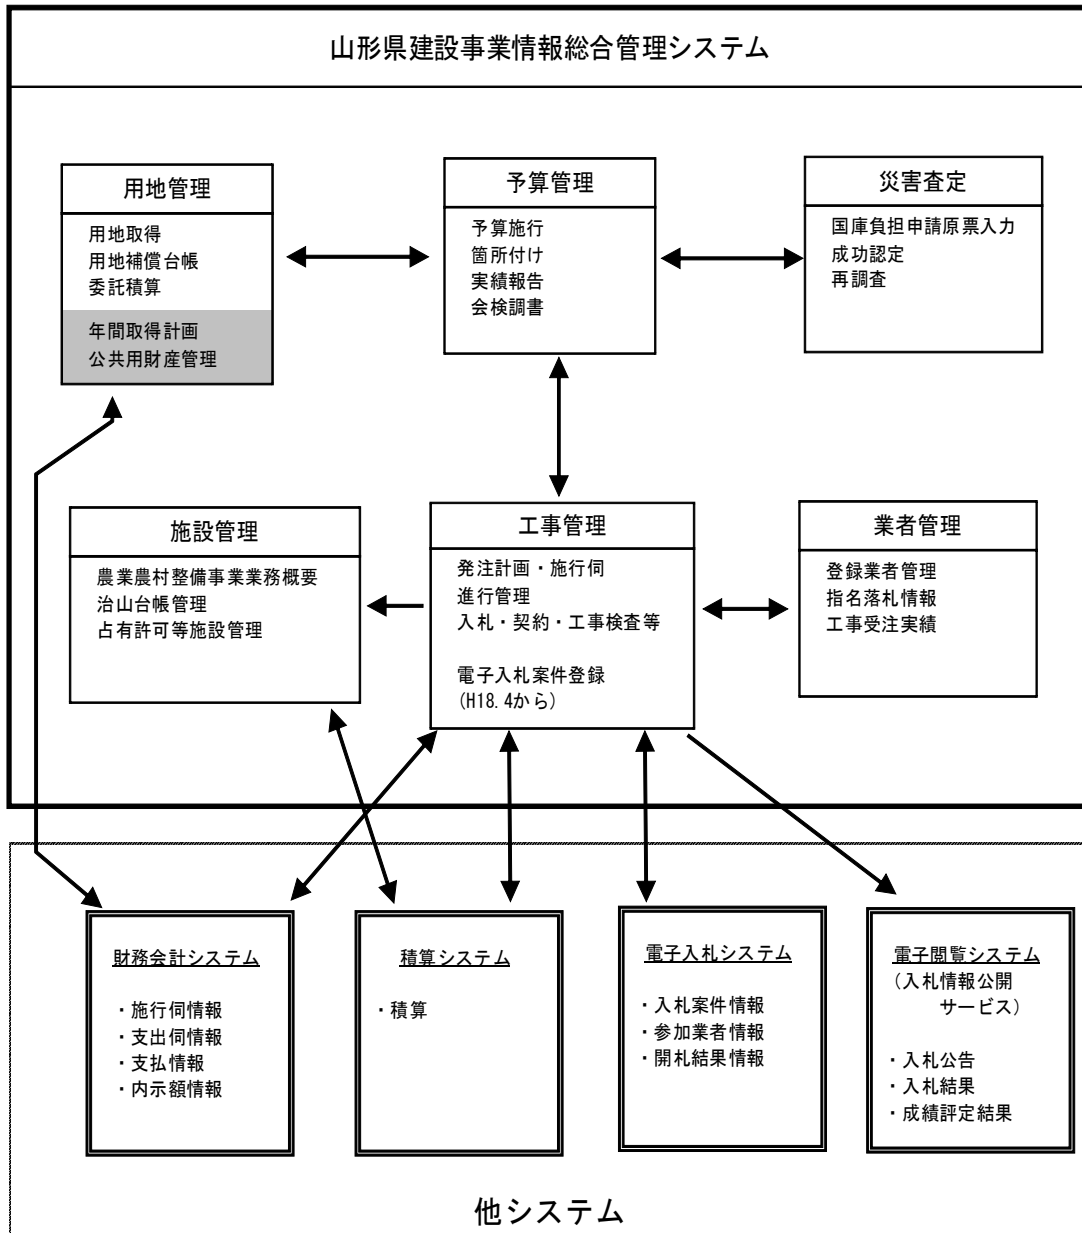 山形県建設事業情報総合管理システム
用地管理
用地取得
用地補償台帳
委託積算
年間取得計画
公共用財産管理
予算管理
予算施行
箇所付け
実績報告
会検調書
災害査定
国庫負担申請原票入力
成功認定
再調査
施設管理
農業農村整備事業業務概要
治山台帳管理
占有許可等施設管理
工事管理
発注計画・施行伺
進行管理
入札・契約・工事検査等
電子入札案件登録
(H18.4から)
業者管理
登録業者管理
指名落札情報
工事受注実績
財務会計システム
・施行伺情報
・支出伺情報
・支払情報
・内示額情報
積算システム
・積算
電子入札システム
・入札案件情報
・参加業者情報
・開札結果情報
電子閲覧システム
(入札情報公開
サービス)
・入札公告
・入札結果
・成績評定結果
他システム